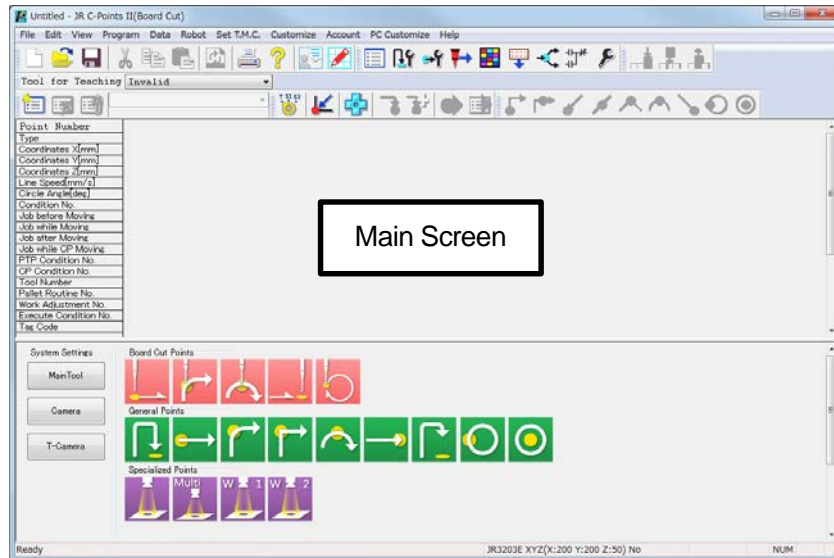 Untitled - JR C-Points II(Board Cut)
File Edit View Program Data Robot Set T.M.C. Customize Account PC Customize Help
Tool for Teaching Invalid
Point Number
Type
Coordinates X[mm]
Coordinates Y[mm]
Coordinates Z[mm]
Line Speed[mm/s]
Circle Angle[deg]
Condition No.
Job before Moving
Job while Moving
Job after Moving
Job while CP Moving
PTP Condition No.
CP Condition No.
Tool Number
Pallet Routine No.
Work Adjustment No.
Execute Condition No.
Tag Code
Main Screen
System Settings
MainTool
Camera
T-Camera
Board Cut Points
General Points
Specialized Points
Multi W 1 W 2
Ready JR3203E XYZ(X:200 Y:200 Z:50) No NUM